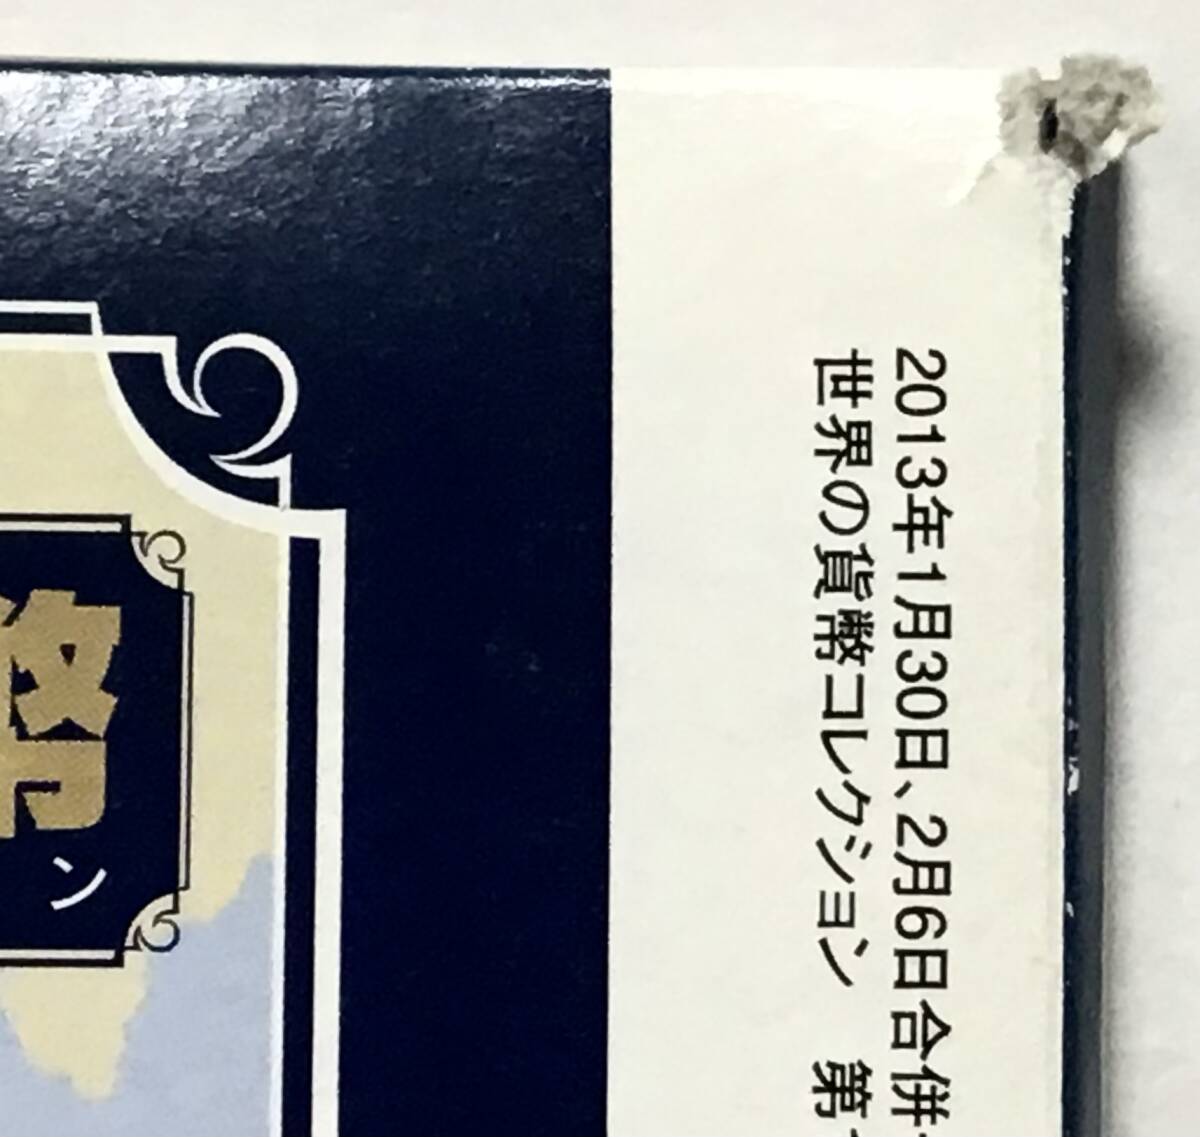 2013年1月30日、2月6日合併
世界の貨幣コレクション 第
ン